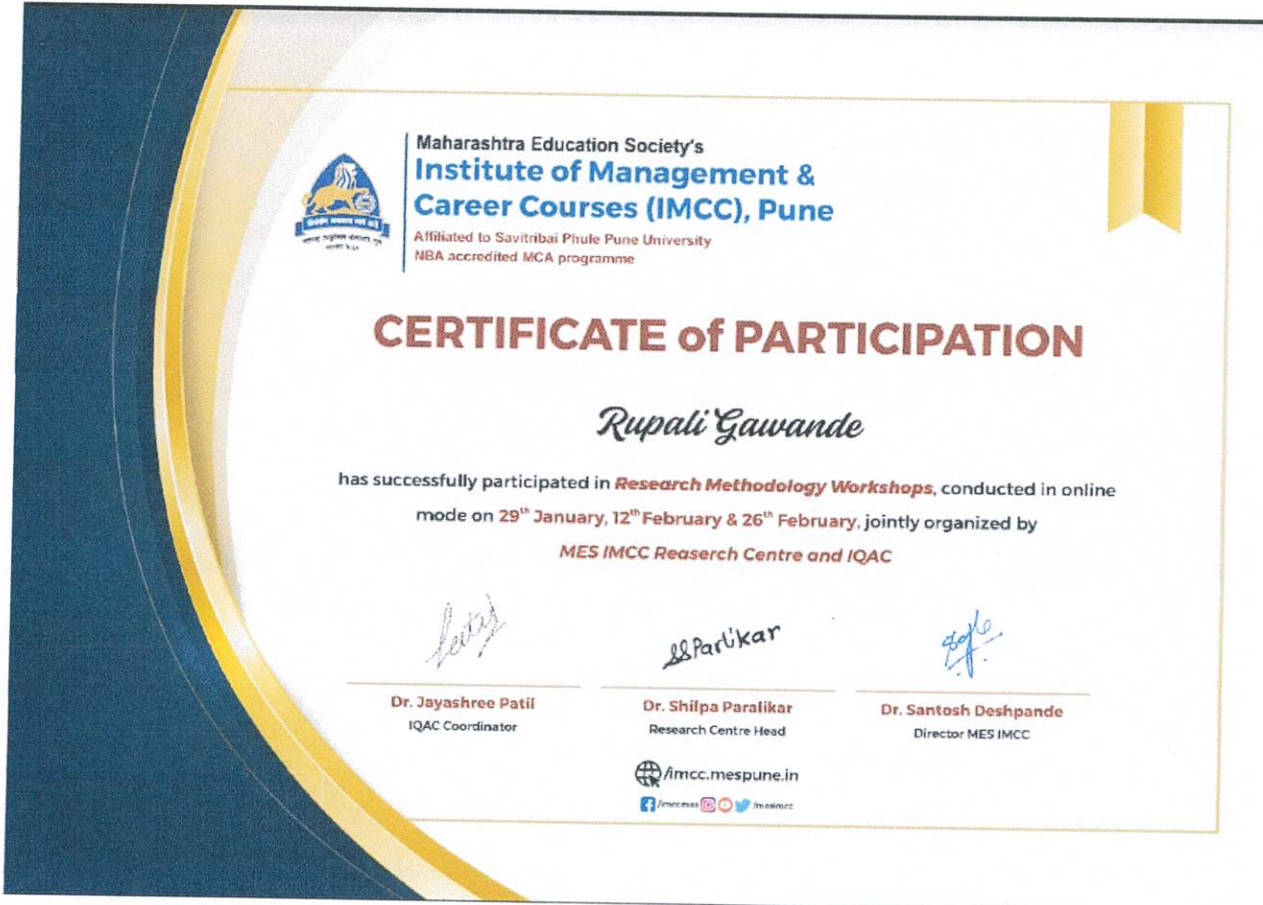 Maharashtra Education Society's
Institute of Management &
Career Courses (IMCC), Pune
Affiliated to Savitribai Phule Pune University
NBA accredited MCA programme
CERTIFICATE of PARTICIPATION
Rupali Gawande
has successfully participated in Research Methodology Workshops, conducted in online
mode on 29th January, 12th February & 26th February, jointly organized by
MES IMCC Reaserch Centre and IQAC
SSParlikar
Dr. Jayashree Patil
IQAC Coordinator
Dr. Shilpa Paralikar
Research Centre Head
Dr. Santosh Deshpande
Director MES IMCC
/imcc.mespune.in
/imccmes /mesimcc